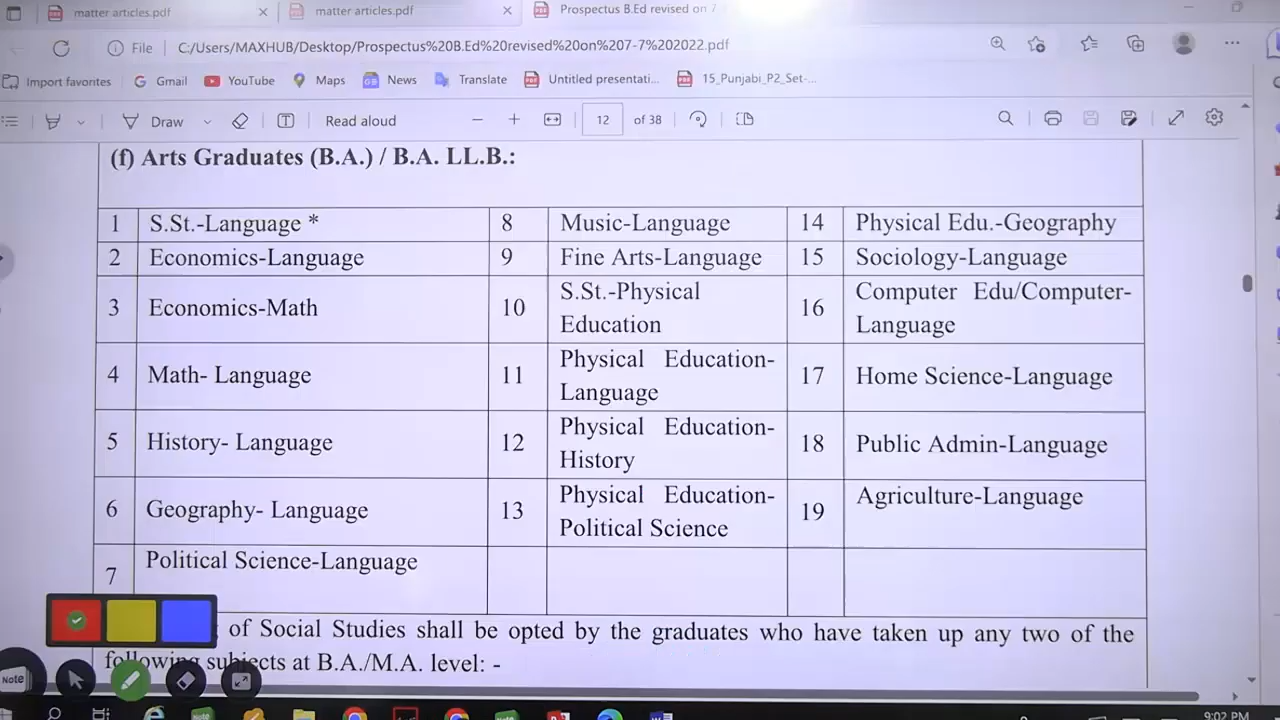 matter articles.pdf
matter articles.pdf
Prospectus B.Ed revised on 7
File
C:/Users/MAXHUB/Desktop/Prospectus%20B.Ed%20revised%20on%207-7%202022.pdf
Import favorites
Gmail
YouTube
Maps
News
Translate
Untitled presentati...
15_Punjabi_P2_Set-...
Draw
Read aloud
12
of 38
(f) Arts Graduates (B.A.) / B.A. LL.B.:
1 S.St.-Language * 8 Music-Language 14 Physical Edu.-Geography
2 Economics-Language 9 Fine Arts-Language 15 Sociology-Language
3 Economics-Math 10 S.St.-Physical Education 16 Computer Edu/Computer-Language
4 Math- Language 11 Physical Education-Language 17 Home Science-Language
5 History- Language 12 Physical Education-History 18 Public Admin-Language
6 Geography- Language 13 Physical Education-Political Science 19 Agriculture-Language
7 Political Science-Language
of Social Studies shall be opted by the graduates who have taken up any two of the
following subjects at B.A./M.A. level: -
Note
9:02 PM